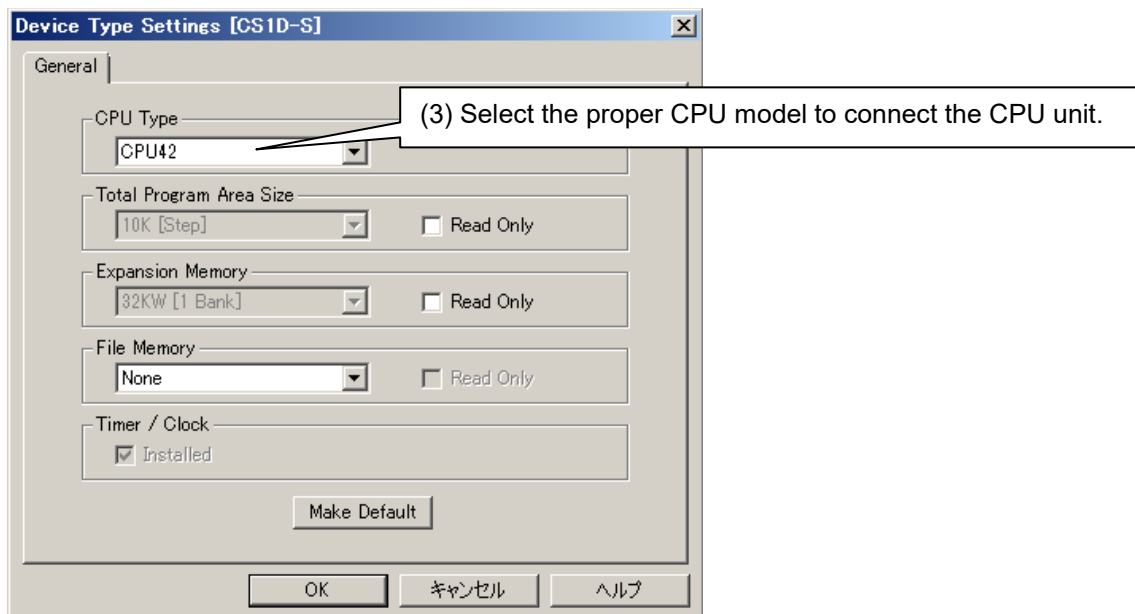 Device Type Settings [CS1D-S]
General
CPU Type
(3) Select the proper CPU model to connect the CPU unit.
CPU42
Total Program Area Size
10K [Step]
Read Only
Expansion Memory
32KW [1 Bank]
Read Only
File Memory
None
Read Only
Timer / Clock
Installed
Make Default
OK
キャンセル
ヘルプ